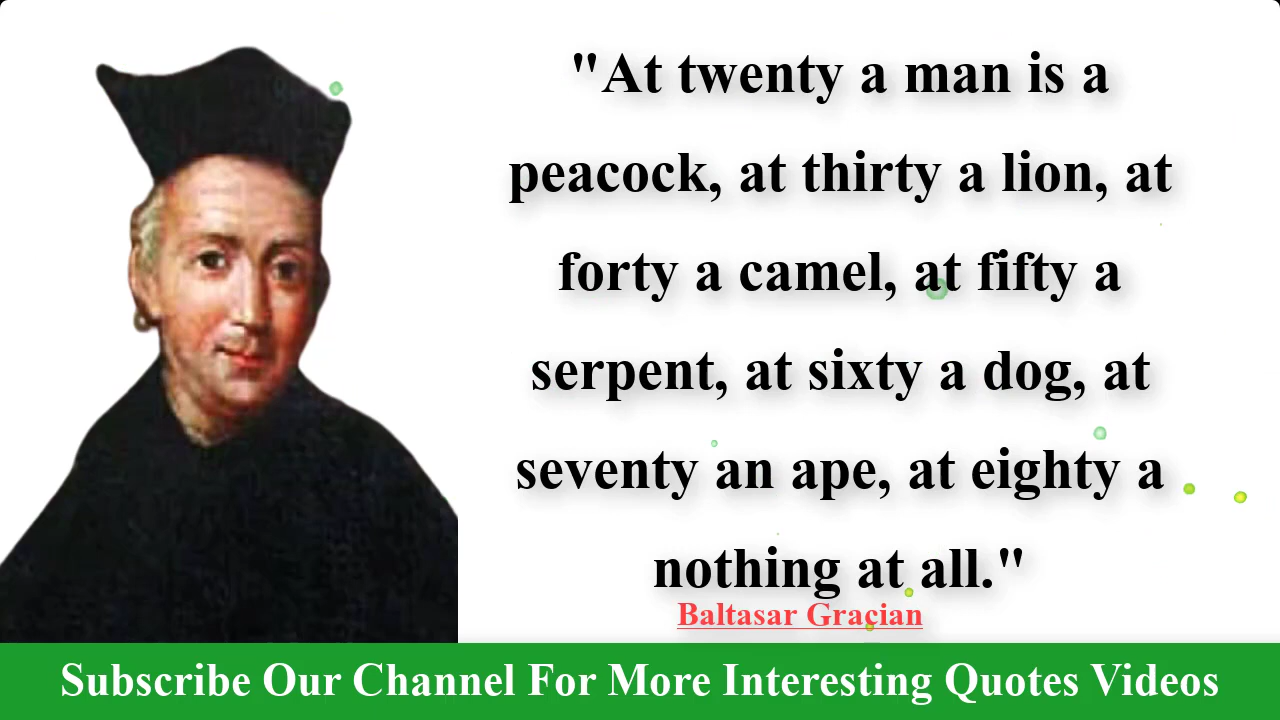 "At twenty a man is a
peacock, at thirty a lion, at
forty a camel, at fifty a
serpent, at sixty a dog, at
seventy an ape, at eighty a
nothing at all."
Baltasar Gracian
Subscribe Our Channel For More Interesting Quotes Videos